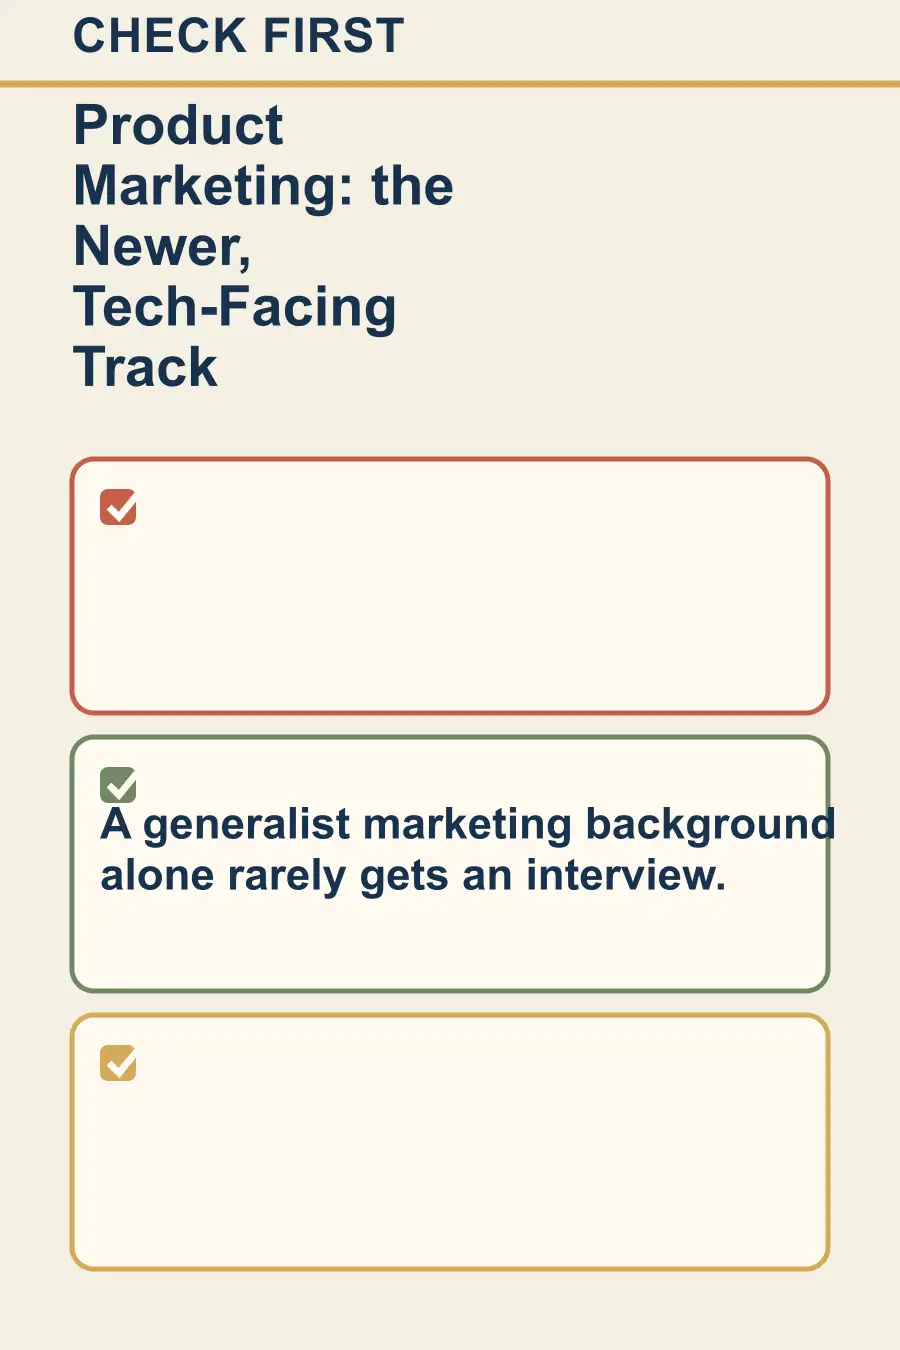 CHECK FIRST
Product
Marketing: the
Newer,
Tech-Facing
Track
A generalist marketing background
alone rarely gets an interview.